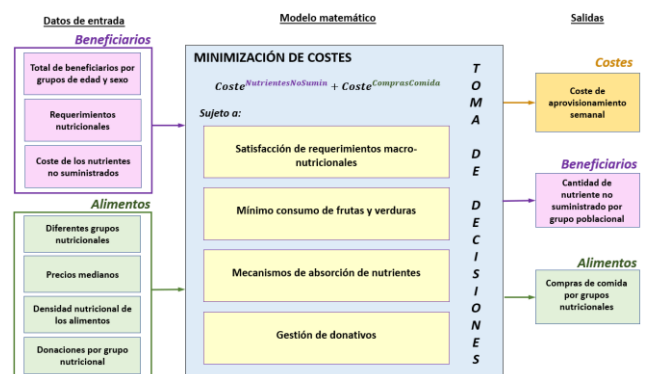 Datos de entrada
Modelo matemático
Salidas
Beneficiarios
Total de beneficiarios por
grupos de edad y sexo
Requerimientos
nutricionales
Coste de los nutrientes
no suministrados
Alimentos
Diferentes grupos
nutricionales
Precios medianos
Densidad nutricional de
los alimentos
Donaciones por grupo
nutricional
MINIMIZACIÓN DE COSTES
Coste^NutrientesNoSumin + Coste^ComprasComida
Sujeto a:
Satisfacción de requerimientos macro-
nutricionales
Mínimo consumo de frutas y verduras
Mecanismos de absorción de nutrientes
Gestión de donativos
TOMA DE DECISIONES
Costes
Coste de
aprovisionamiento
semanal
Beneficiarios
Cantidad de
nutriente no
suministrado por
grupo poblacional
Alimentos
Compras de comida
por grupos
nutricionales